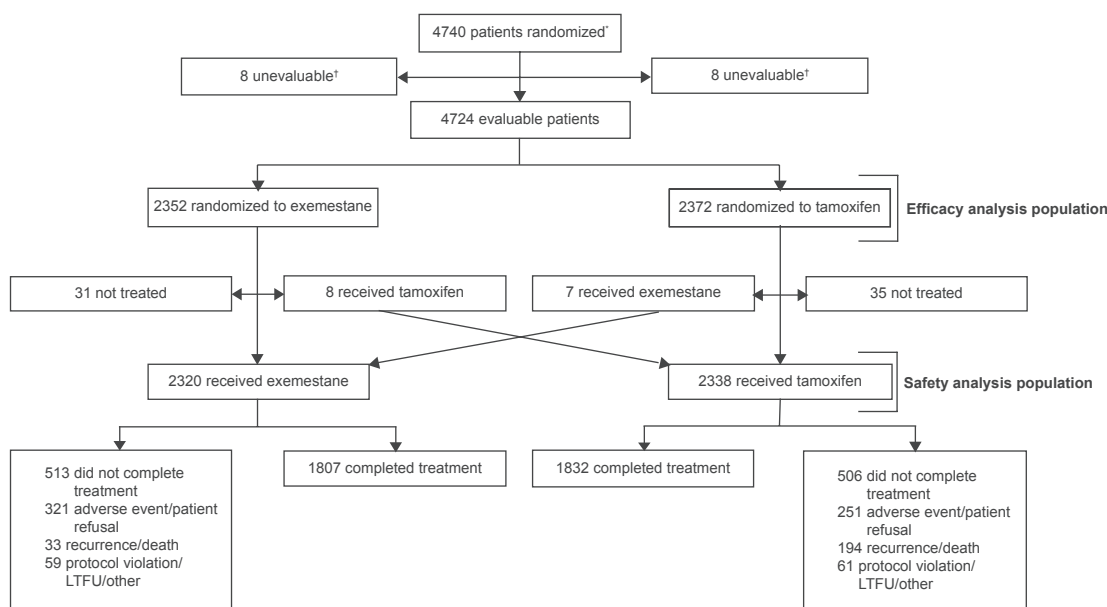 4740 patients randomized*
8 unevaluable†
8 unevaluable†
4724 evaluable patients
2352 randomized to exemestane
2372 randomized to tamoxifen
Efficacy analysis population
31 not treated
8 received tamoxifen
7 received exemestane
35 not treated
2320 received exemestane
2338 received tamoxifen
Safety analysis population
513 did not complete
treatment
321 adverse event/patient
refusal
33 recurrence/death
59 protocol violation/
LTFU/other
1807 completed treatment
1832 completed treatment
506 did not complete
treatment
251 adverse event/patient
refusal
194 recurrence/death
61 protocol violation/
LTFU/other